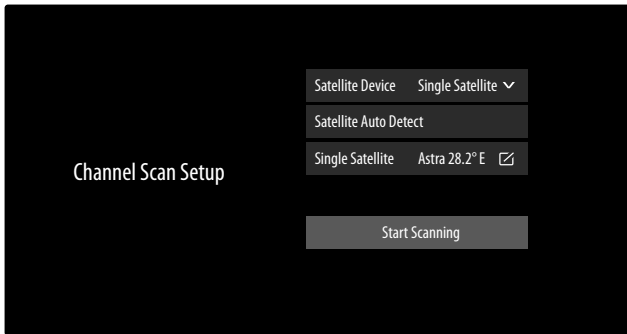 Satellite Device Single Satellite
Satellite Auto Detect
Single Satellite Astra 28.2° E
Channel Scan Setup
Start Scanning